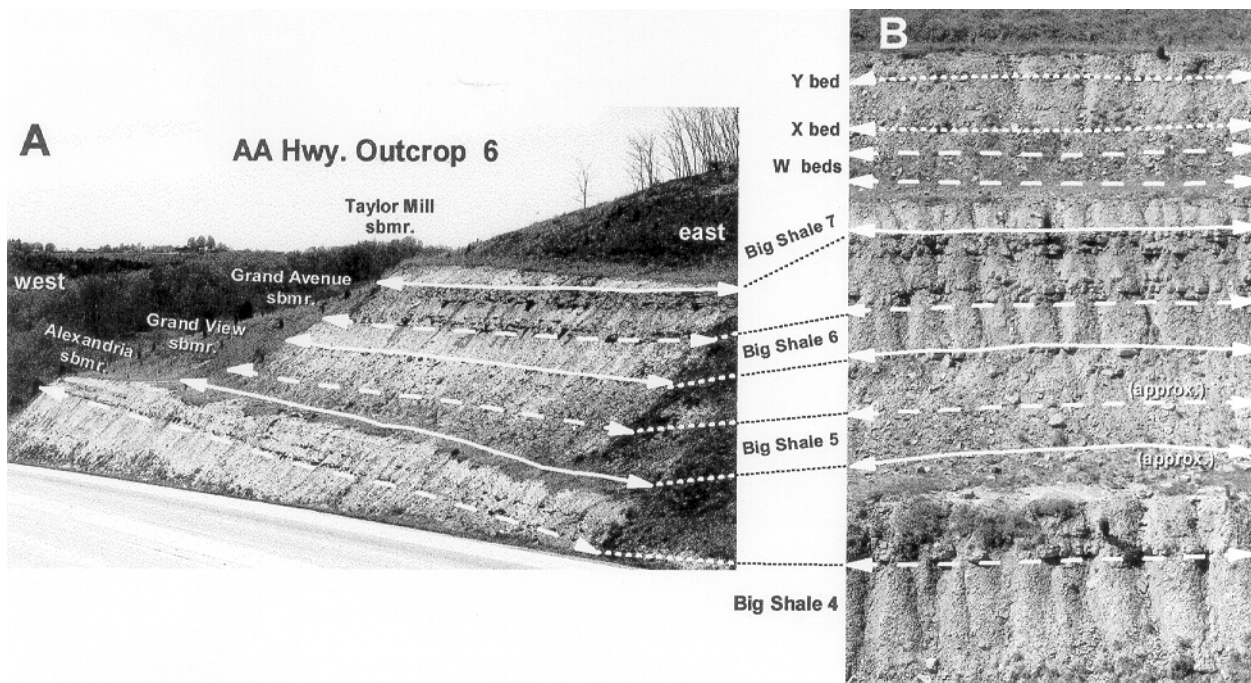 A
AA Hwy. Outcrop 6
Taylor Mill
sbmr.
east
west
Grand Avenue
sbmr.
Grand View
sbmr.
Alexandria
sbmr.
B
Y bed
X bed
W beds
Big Shale 7
Big Shale 6
(approx.)
Big Shale 5
(approx.)
Big Shale 4